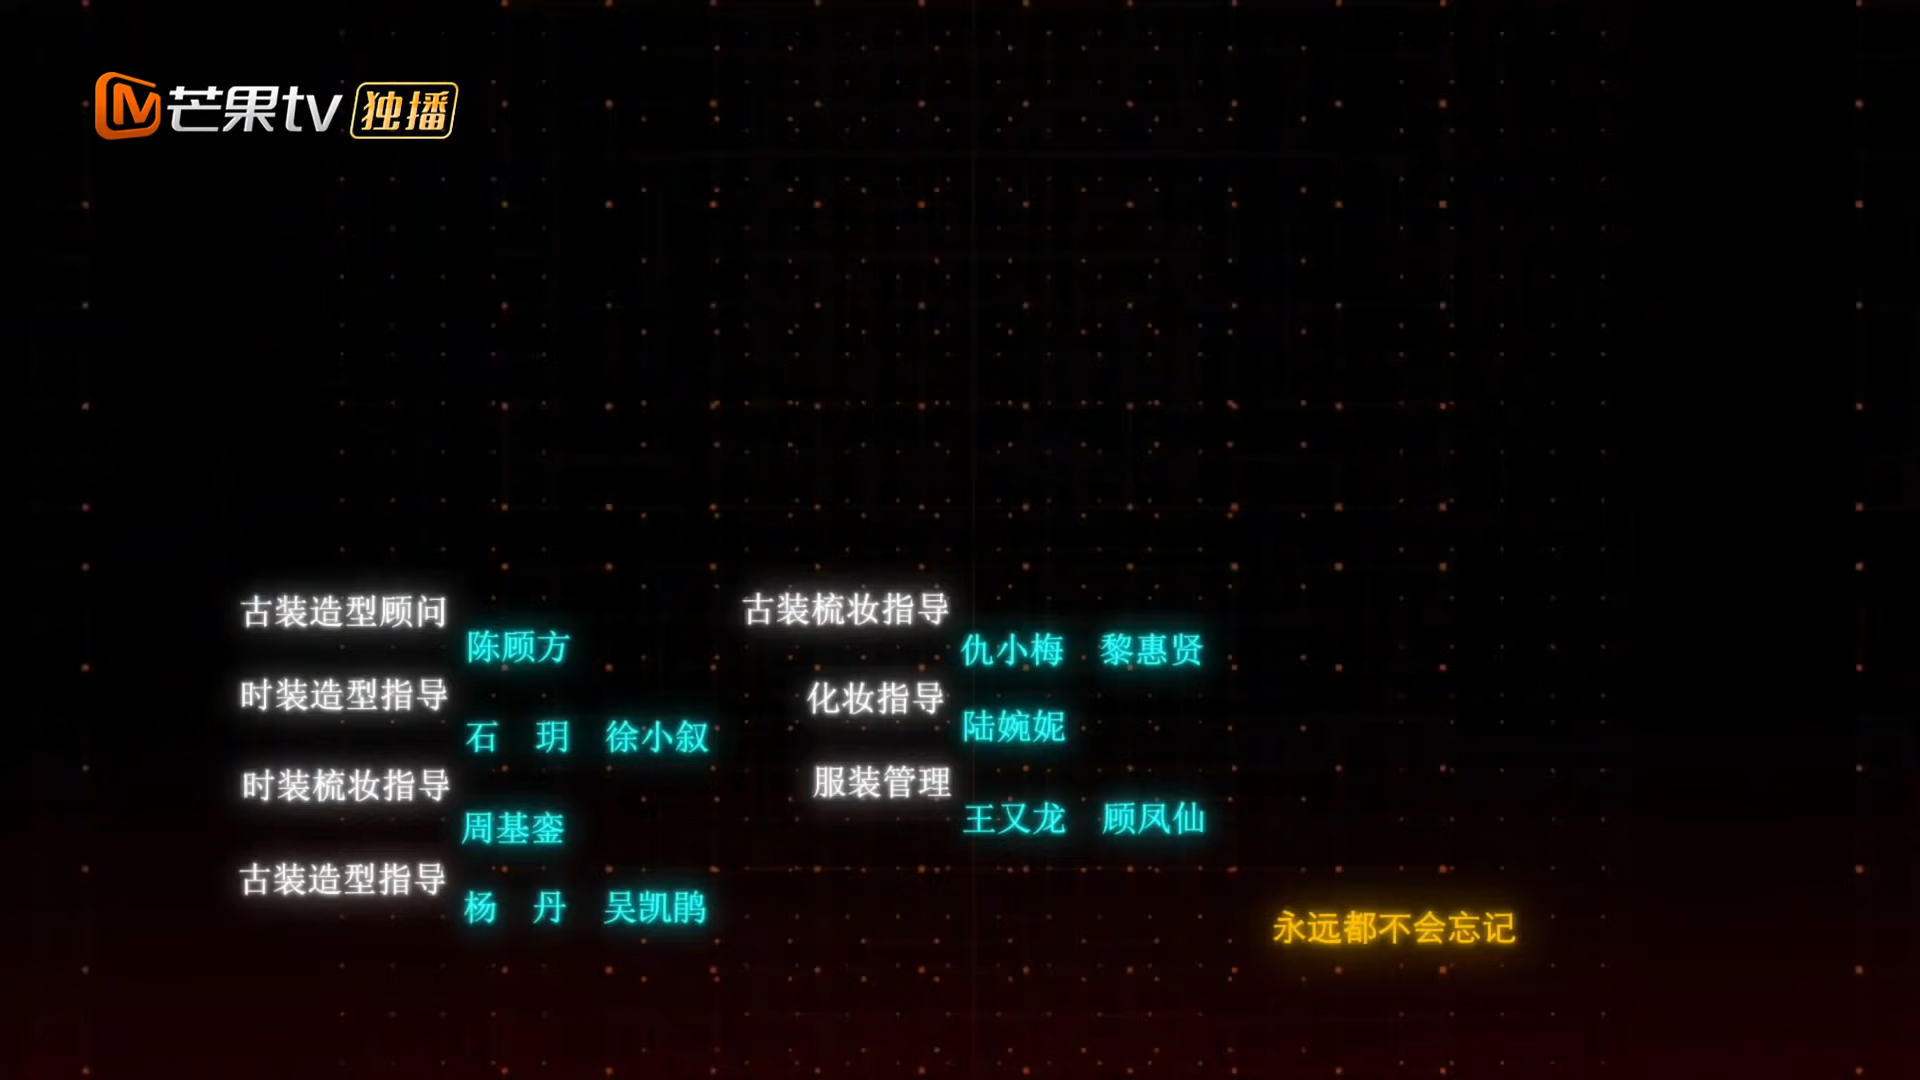 芒果tv 独播
古装造型顾问
陈顾方
时装造型指导
石 玥 徐小叙
时装梳妆指导
周基銮
古装造型指导
杨 丹 吴凯鹃
古装梳妆指导
仇小梅 黎惠贤
化妆指导
陆婉妮
服装管理
王又龙 顾凤仙
永远都不会忘记